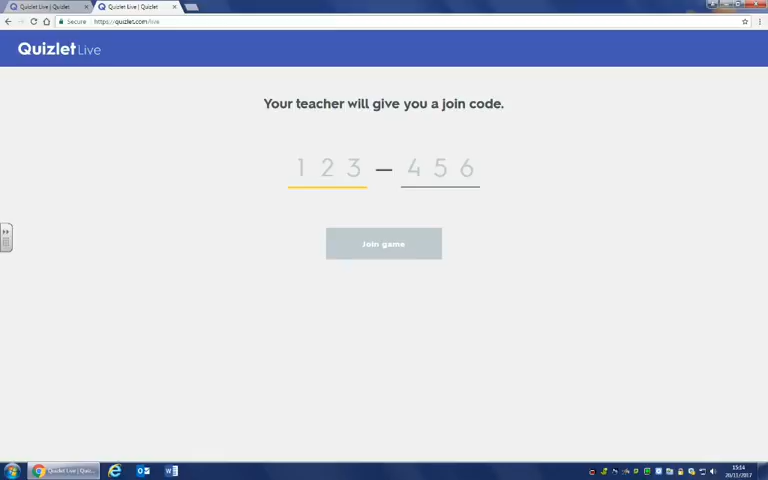 Quizlet Live | Quizlet
Quizlet Live | Quizlet
Secure
https://quizlet.com/live
Quizlet Live
Your teacher will give you a join code.
1 2 3 — 4 5 6
Join game
Quizlet Live | Quiz...
15:14
20/11/2017